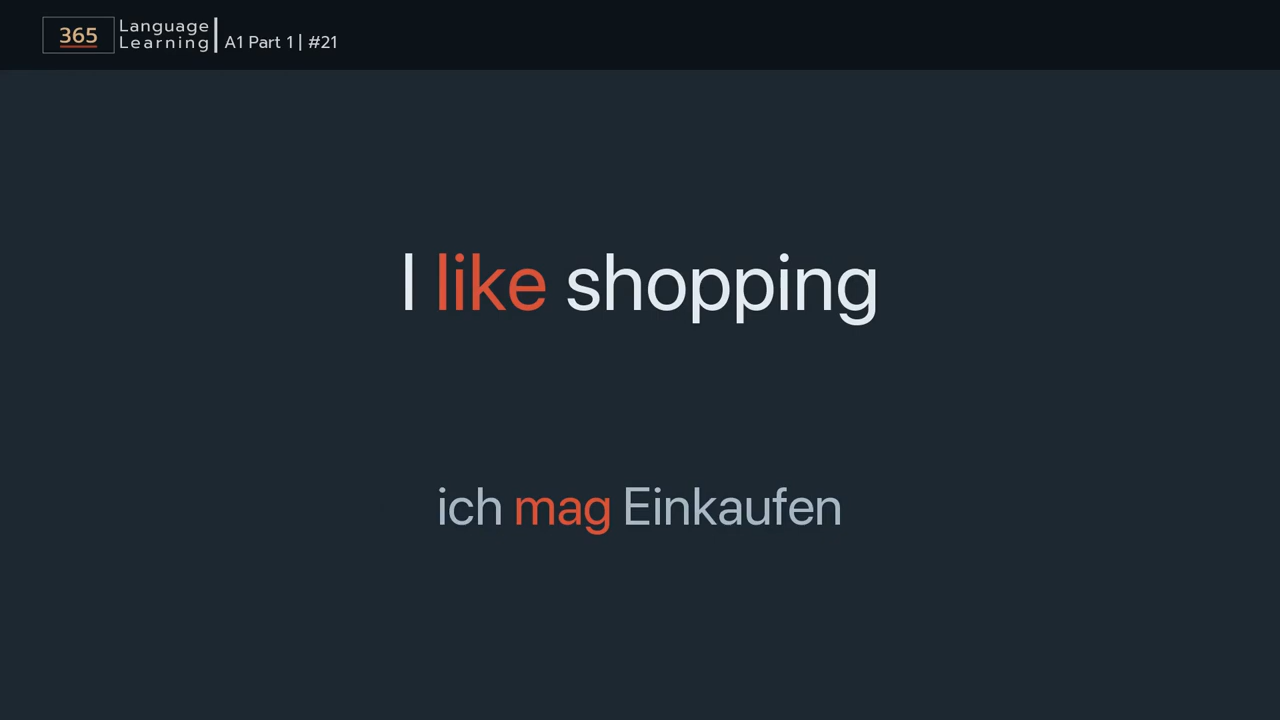 365
Language
Learning
A1 Part 1 | #21
I like shopping
ich mag Einkaufen